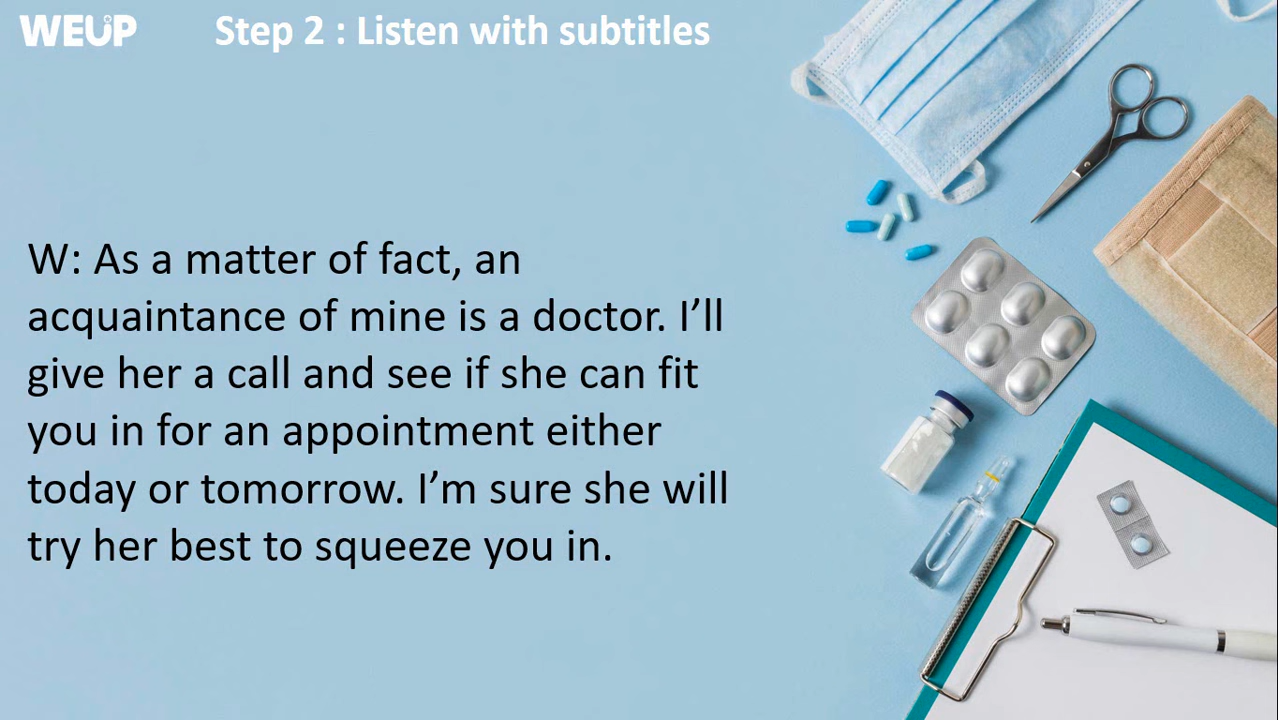 WEUP
Step 2 : Listen with subtitles
W: As a matter of fact, an
acquaintance of mine is a doctor. I’ll
give her a call and see if she can fit
you in for an appointment either
today or tomorrow. I’m sure she will
try her best to squeeze you in.